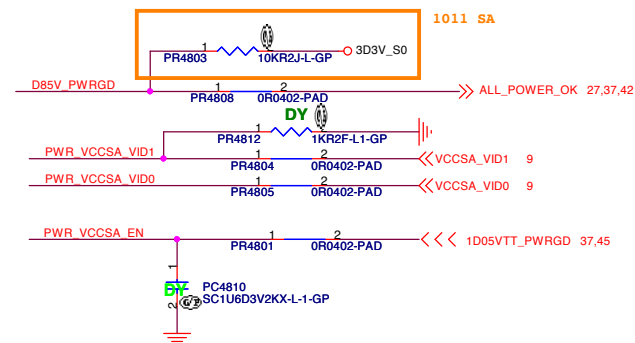 1011 SA
1 2
3D3V_S0
PR4803 10KR2J-L-GP
D85V_PWRGD 1 2 ALL_POWER_OK 27,37,42
PR4808 0R0402-PAD
DY
1
PR4812 1KR2F-L1-GP
PWR_VCCSA_VID1 1 2 VCCSA_VID1 9
PR4804 0R0402-PAD
PWR_VCCSA_VID0 1 2 VCCSA_VID0 9
PR4805 0R0402-PAD
PWR_VCCSA_EN 1 2 1D05VTT_PWRGD 37,45
PR4801 0R0402-PAD
1
DY PC4810
2 SC1U6D3V2KX-L-1-GP